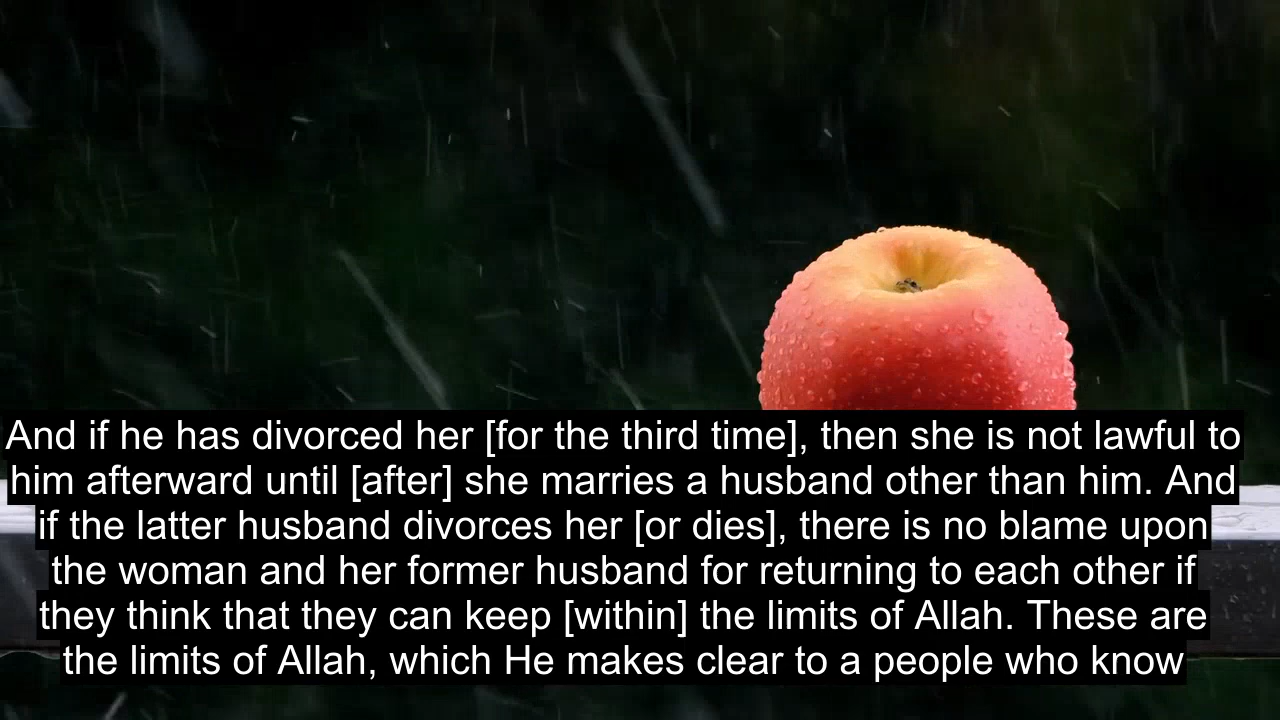 And if he has divorced her [for the third time], then she is not lawful to
him afterward until [after] she marries a husband other than him. And
if the latter husband divorces her [or dies], there is no blame upon
the woman and her former husband for returning to each other if
they think that they can keep [within] the limits of Allah. These are
the limits of Allah, which He makes clear to a people who know